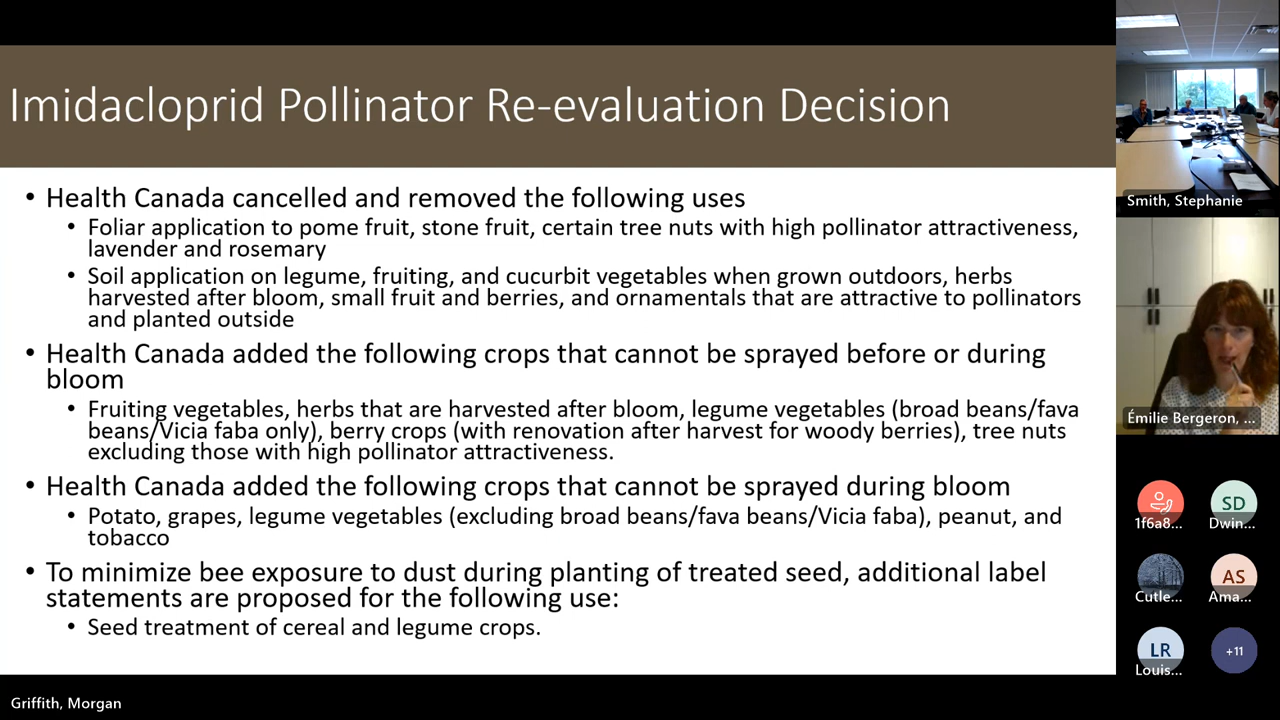 Imidacloprid Pollinator Re-evaluation Decision
• Health Canada cancelled and removed the following uses
• Foliar application to pome fruit, stone fruit, certain tree nuts with high pollinator attractiveness,
lavender and rosemary
• Soil application on legume, fruiting, and cucurbit vegetables when grown outdoors, herbs
harvested after bloom, small fruit and berries, and ornamentals that are attractive to pollinators
and planted outside
• Health Canada added the following crops that cannot be sprayed before or during
bloom
• Fruiting vegetables, herbs that are harvested after bloom, legume vegetables (broad beans/fava
beans/Vicia faba only), berry crops (with renovation after harvest for woody berries), tree nuts
excluding those with high pollinator attractiveness.
• Health Canada added the following crops that cannot be sprayed during bloom
• Potato, grapes, legume vegetables (excluding broad beans/fava beans/Vicia faba), peanut, and
tobacco
• To minimize bee exposure to dust during planting of treated seed, additional label
statements are proposed for the following use:
• Seed treatment of cereal and legume crops.
Griffith, Morgan
Smith, Stephanie
Émilie Bergeron, ...
SD
1f6a8...
Dwin...
AS
Cutle...
Ama...
LR
+11
Louis...